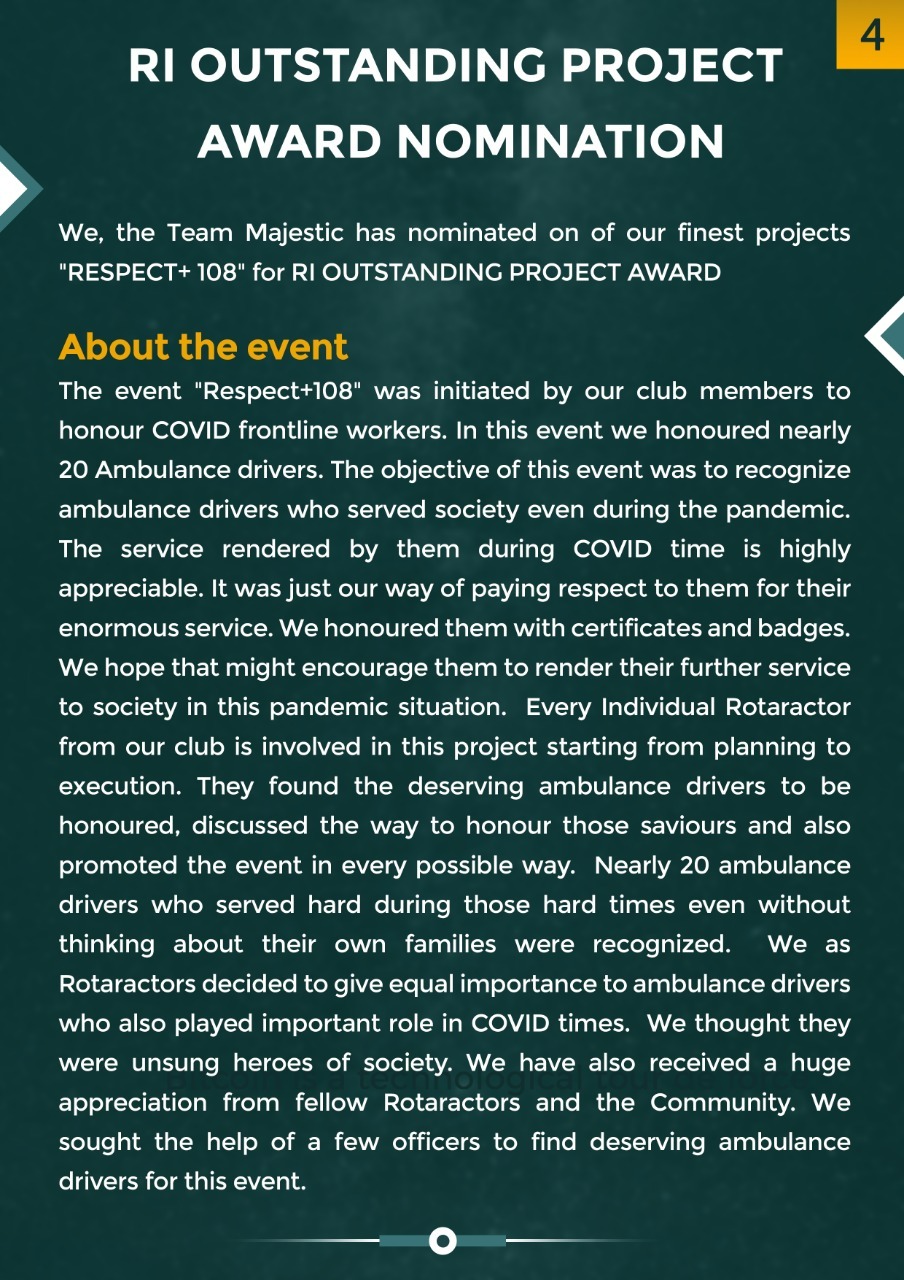 4
RI OUTSTANDING PROJECT
AWARD NOMINATION
We, the Team Majestic has nominated on of our finest projects
"RESPECT+ 108" for RI OUTSTANDING PROJECT AWARD
About the event
The event "Respect+108" was initiated by our club members to
honour COVID frontline workers. In this event we honoured nearly
20 Ambulance drivers. The objective of this event was to recognize
ambulance drivers who served society even during the pandemic.
The service rendered by them during COVID time is highly
appreciable. It was just our way of paying respect to them for their
enormous service. We honoured them with certificates and badges.
We hope that might encourage them to render their further service
to society in this pandemic situation. Every Individual Rotaractor
from our club is involved in this project starting from planning to
execution. They found the deserving ambulance drivers to be
honoured, discussed the way to honour those saviours and also
promoted the event in every possible way. Nearly 20 ambulance
drivers who served hard during those hard times even without
thinking about their own families were recognized. We as
Rotaractors decided to give equal importance to ambulance drivers
who also played important role in COVID times. We thought they
were unsung heroes of society. We have also received a huge
a technological
appreciation from fellow Rotaractors and the Community. We
sought the help of a few officers to find deserving ambulance
drivers for this event.